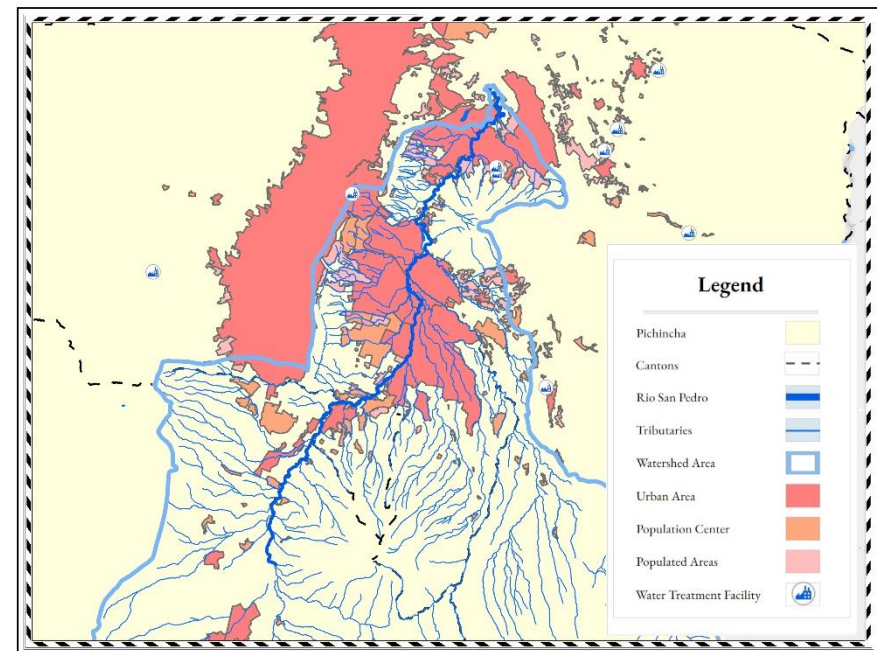 Legend
Pichincha
Cantons
Rio San Pedro
Tributaries
Watershed Area
Urban Area
Population Center
Populated Areas
Water Treatment Facility